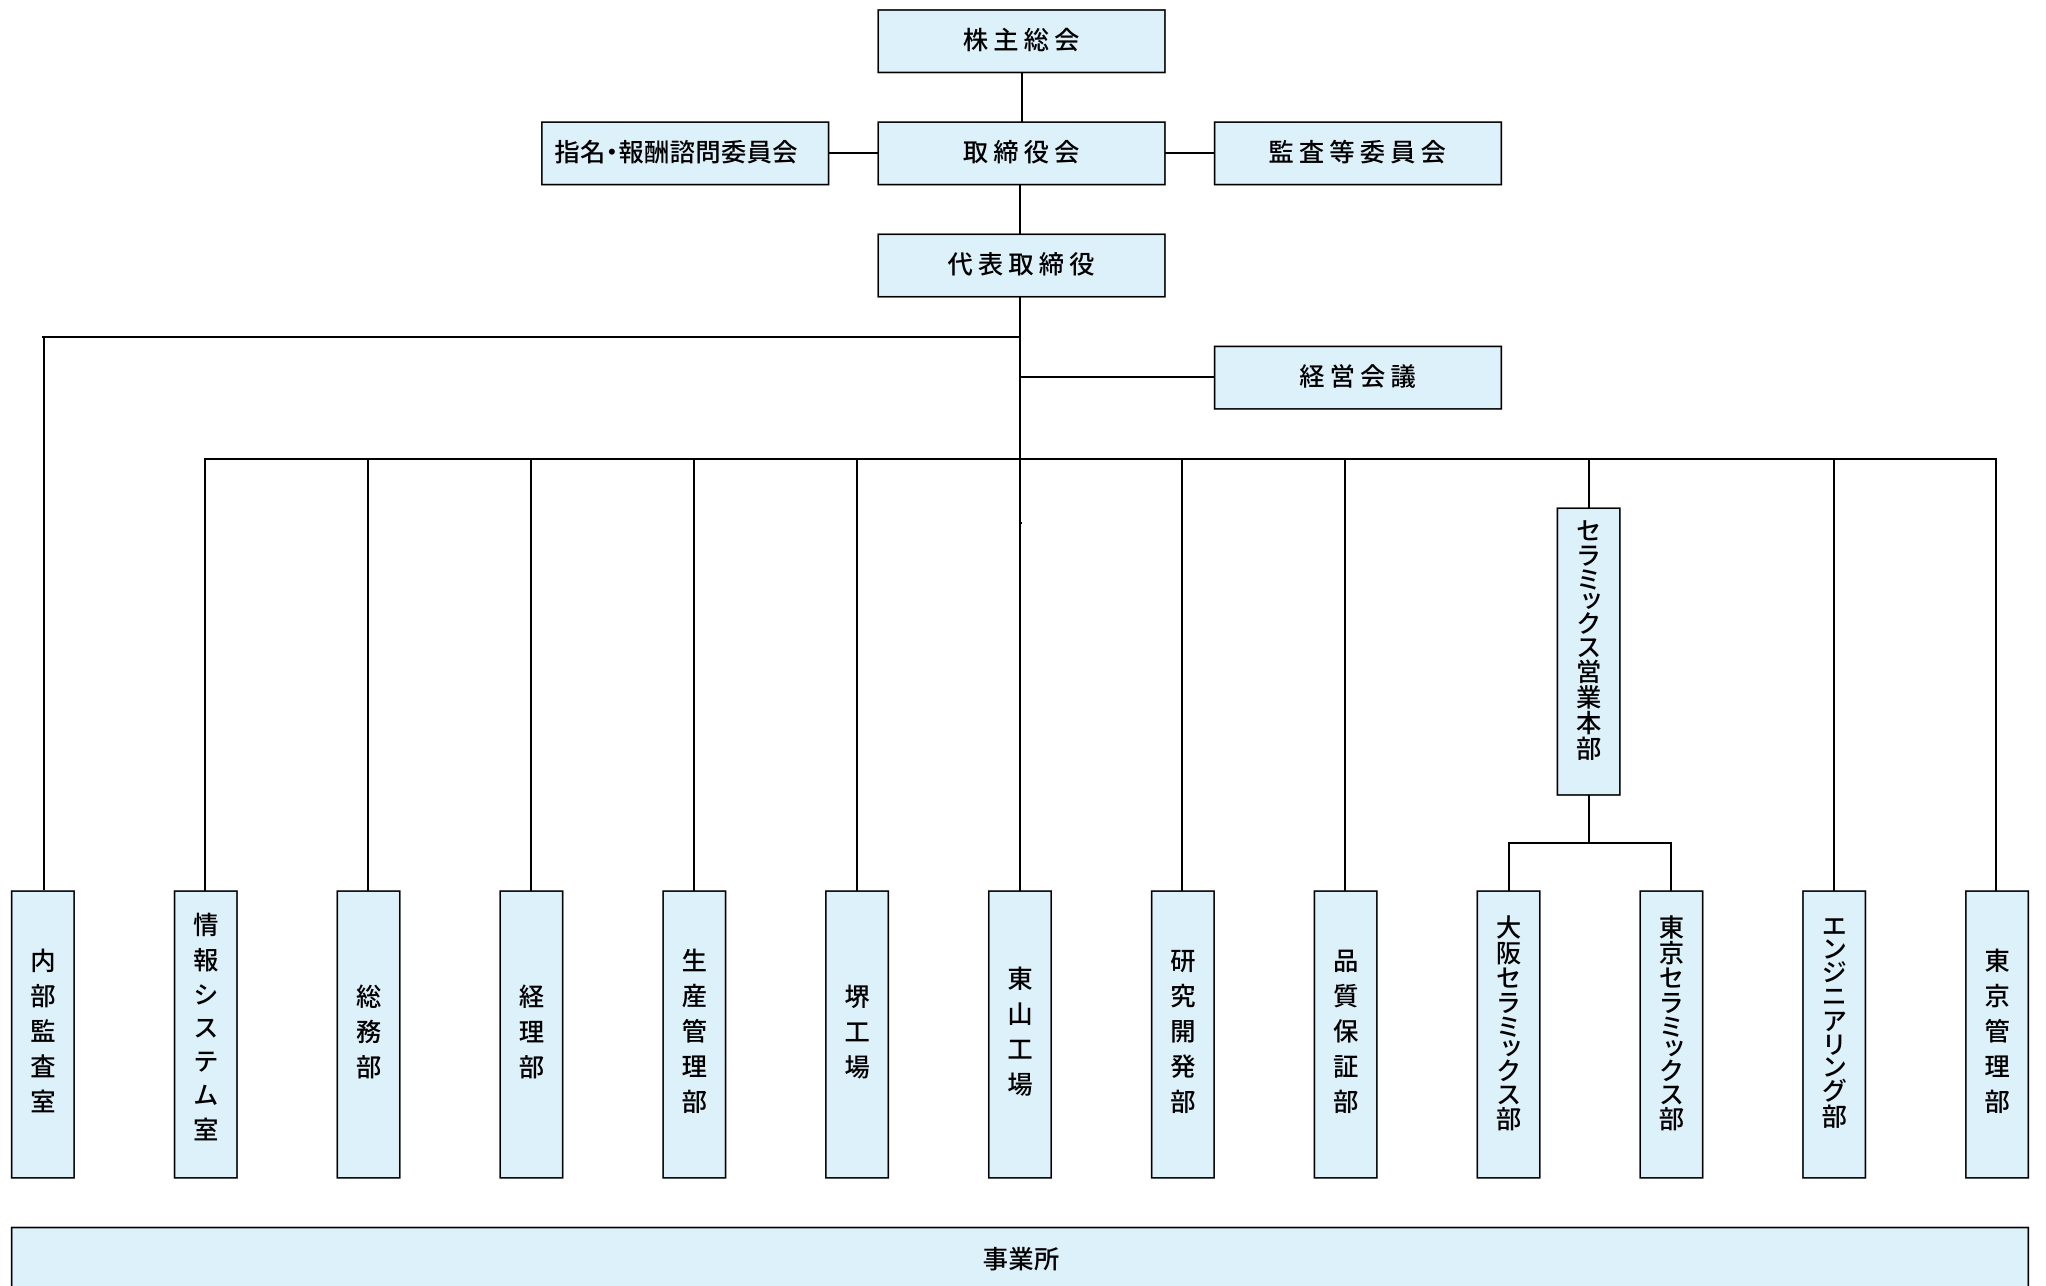 株主総会
指名・報酬諮問委員会
取締役会
監査等委員会
代表取締役
経営会議
セラミックス営業本部
内部監査室
情報システム室
総務部
経理部
生産管理部
堺工場
東山工場
研究開発部
品質保証部
大阪セラミックス部
東京セラミックス部
エンジニアリング部
東京管理部
事業所